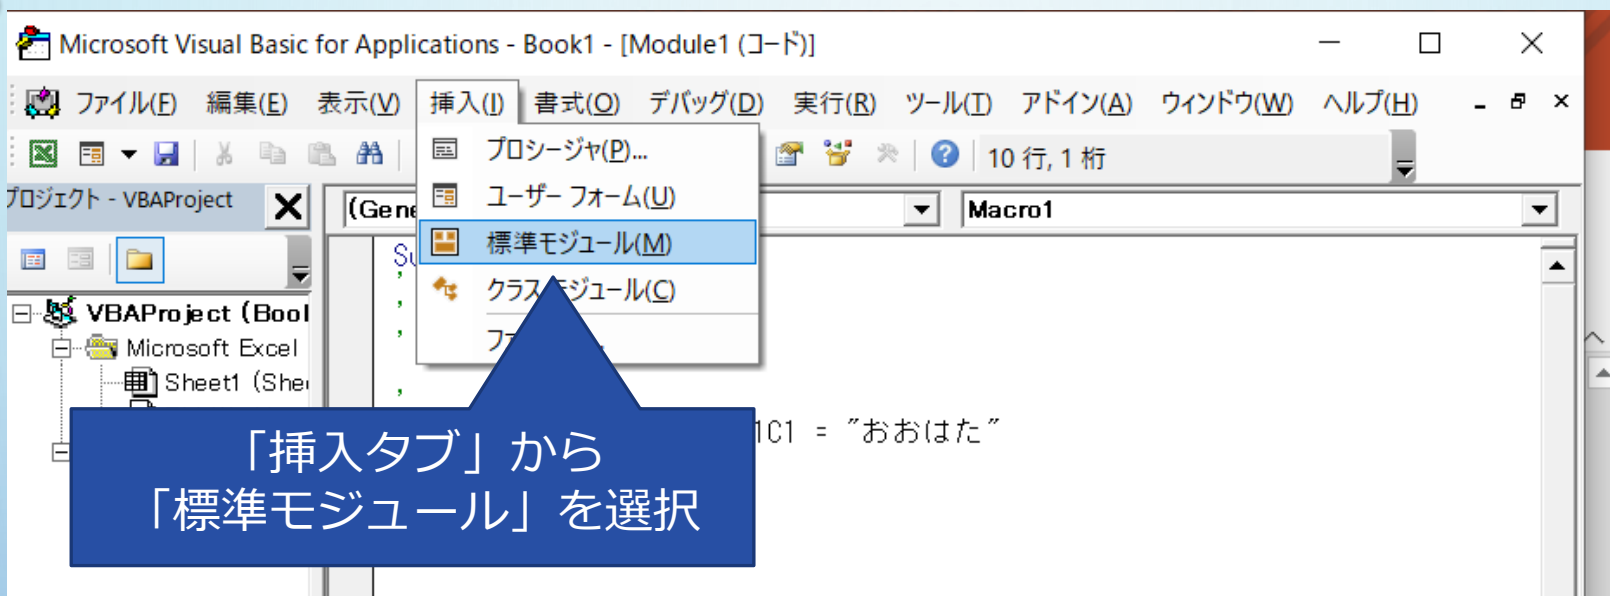 Microsoft Visual Basic for Applications - Book1 - [Module1 (コード)]
ファイル(F) 編集(E) 表示(V) 挿入(I) 書式(O) デバッグ(D) 実行(R) ツール(T) アドイン(A) ウィンドウ(W) ヘルプ(H)
プロシージャ(P)...
10 行, 1 桁
プロジェクト - VBAProject
ユーザー フォーム(U)
Macro1
標準モジュール(M)
クラス モジュール(C)
VBAProject
Microsoft Excel
Sheet1
1C1 = "おおはた"
「挿入タブ」から
「標準モジュール」を選択